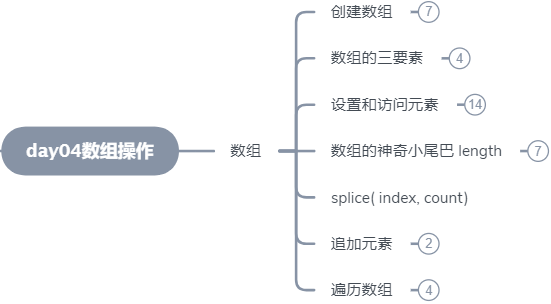 day04数组操作
数组
创建数组 7
数组的三要素 4
设置和访问元素 14
数组的神奇小尾巴 length 7
splice( index, count)
追加元素 2
遍历数组 4